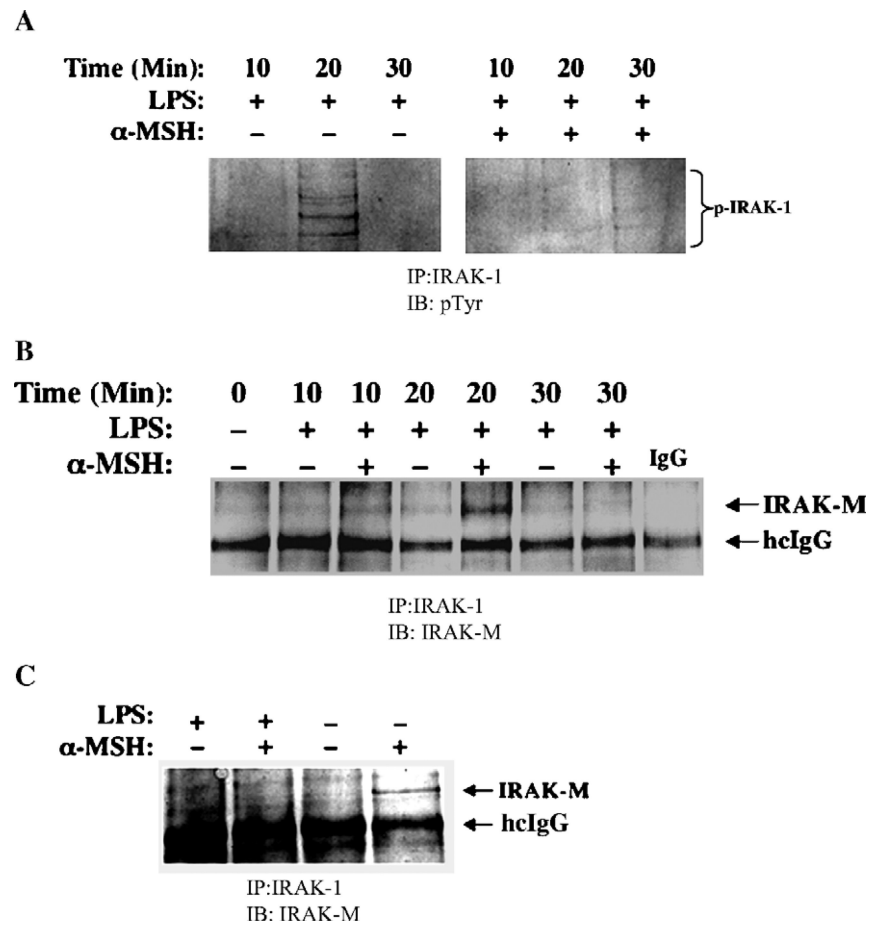 A
Time (Min): 10 20 30 10 20 30
LPS: + + + + + +
α-MSH: – – – + + +
p-IRAK-1
IP:IRAK-1
IB: pTyr
B
Time (Min): 0 10 10 20 20 30 30
LPS: – + + + + + +
α-MSH: – – + – + – + IgG
IRAK-M
hcIgG
IP:IRAK-1
IB: IRAK-M
C
LPS: + + – –
α-MSH: – + – +
IRAK-M
hcIgG
IP:IRAK-1
IB: IRAK-M